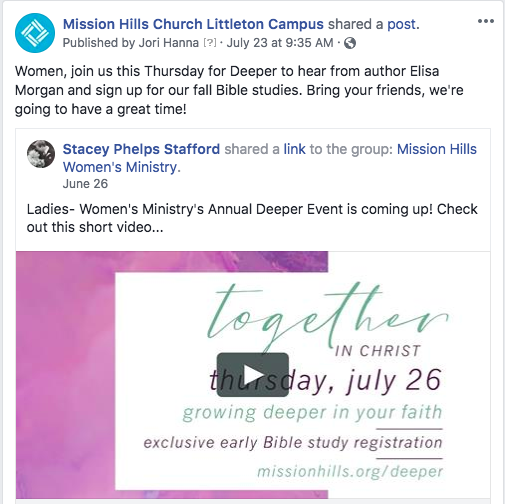 Mission Hills Church Littleton Campus shared a post.
Published by Jori Hanna [?] · July 23 at 9:35 AM ·
Women, join us this Thursday for Deeper to hear from author Elisa
Morgan and sign up for our fall Bible studies. Bring your friends, we're
going to have a great time!
Stacey Phelps Stafford shared a link to the group: Mission Hills
Women's Ministry.
June 26
Ladies- Women's Ministry's Annual Deeper Event is coming up! Check
out this short video...
together
IN CHRIST
thursday, july 26
growing deeper in your faith
exclusive early Bible study registration
missionhills.org/deeper